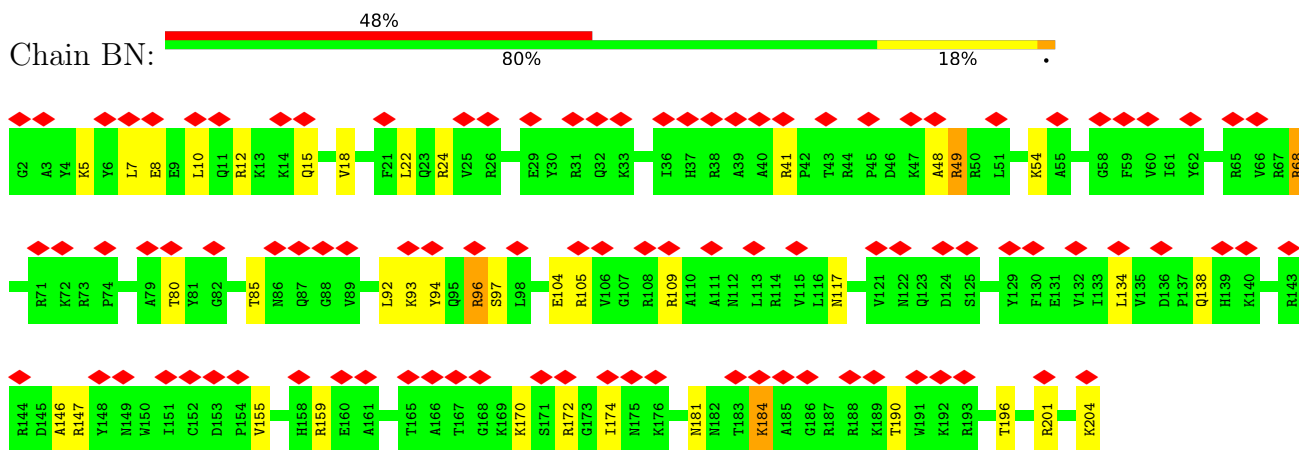 48%
Chain BN:
80% 18% •
G2 A3 Y4 K5 Y6 L7 E8 E9 L10 Q11 R12 K13 K14 Q15 V18 F21 L22 Q23 R24 V25 R26 E29 Y30 R31 Q32 K33 I36 H37 R38 A39 A40 R41 P42 T43 R44 P45 D46 K47 A48 R49 R50 L51 K54 A55 G58 F59 V60 I61 Y62 R65 V66 R67 R68
R71 K72 R73 P74 A79 T80 Y81 G82 T85 N86 Q87 G88 V89 L92 K93 Y94 Q95 R96 S97 L98 E104 R105 V106 G107 R108 R109 A110 A111 N112 L113 R114 V115 L116 N117 V121 N122 Q123 D124 S125 Y129 F130 E131 V132 I133 L134 V135 D136 P137 Q138 H139 K140 R143
R144 D145 A146 R147 Y148 N149 W150 I151 C152 D153 P154 V155 H158 R159 E160 A161 T165 A166 T167 G168 K169 K170 S171 R172 G173 I174 N175 K176 N181 N182 T183 K184 A185 G186 R187 R188 K189 T190 W191 K192 R193 T196 R201 K204